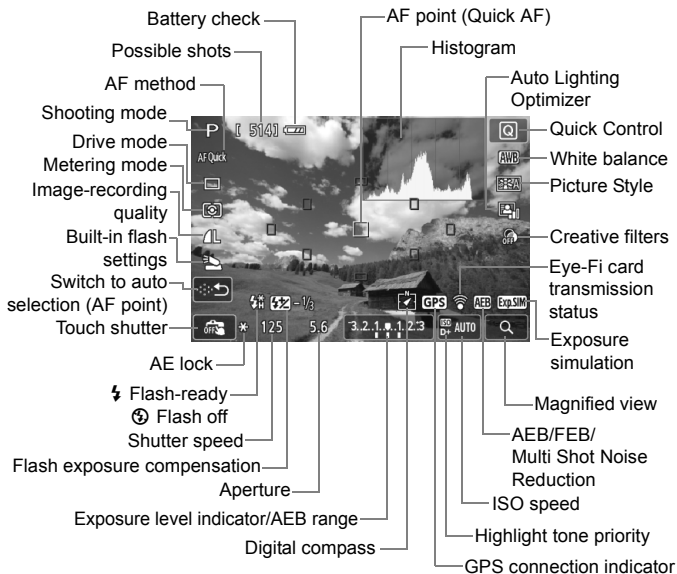 Battery check
AF point (Quick AF)
Possible shots
Histogram
AF method
Auto Lighting
Optimizer
Shooting mode
Quick Control
Drive mode
White balance
Metering mode
Picture Style
Image-recording
quality
Creative filters
Built-in flash
settings
Eye-Fi card
transmission
status
Switch to auto
selection (AF point)
Touch shutter
Exposure
simulation
P
[ 514]
Q
AF Quick
AWB
A
L
OFF
N
GPS
AEB
Exp.SIM
H
-1/3
OFF
* 125 5.6
3..2..1..0..1..2..3
ISO
D+ AUTO
AE lock
Flash-ready
Flash off
Magnified view
Shutter speed
AEB/FEB/
Multi Shot Noise
Reduction
Flash exposure compensation
Aperture
ISO speed
Exposure level indicator/AEB range
Highlight tone priority
Digital compass
GPS connection indicator